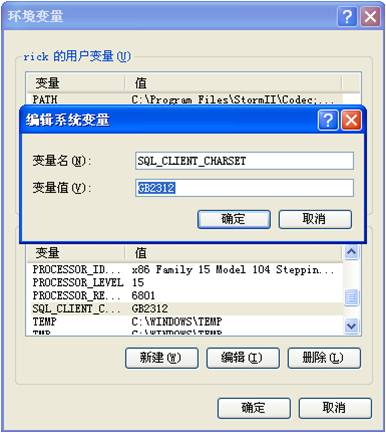 环境变量
rick 的用户变量(U)
变量 值
PATH C:\Program Files\StormII\Codec;...
编辑系统变量
变量名(N): SQL_CLIENT_CHARSET
变量值(V): GB2312
确定 取消
变量 值
PROCESSOR_ID... x86 Family 15 Model 104 Steppin...
PROCESSOR_LEVEL 15
PROCESSOR_RE... 6801
SQL_CLIENT_C... GB2312
TEMP C:\WINDOWS\TEMP
TMP C:\WINDOWS\TEMP
新建(W) 编辑(I) 删除(L)
确定 取消